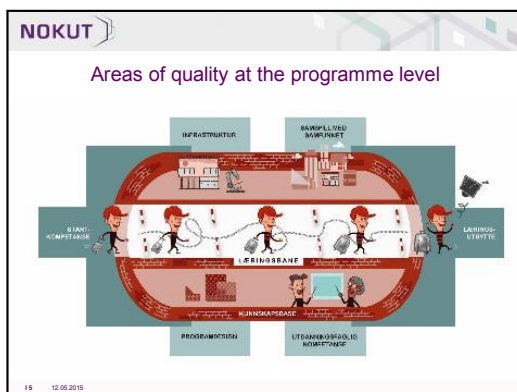 NOKUT
Areas of quality at the programme level
INFRASTRUKTUR
SAMSPILL MED
SAMFUNNET
START-
KOMPETANSE
LÆRINGS-
UTBYTTE
LÆRINGSBANE
KUNNSKAPSBASE
PROGRAMDESIGN
UTDANNINGSFAGLIG
KOMPETANSE
15 12.05.2015